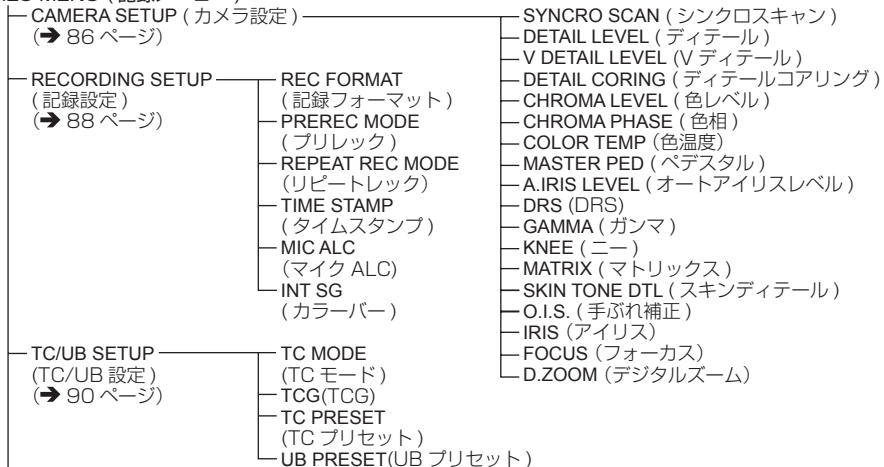 CAMERA SETUP ( カメラ設定 )
(➔ 86 ページ)
SYNCRO SCAN ( シンクロスキャン )
DETAIL LEVEL ( ディテール )
V DETAIL LEVEL (V ディテール )
DETAIL CORING ( ディテールコアリング )
CHROMA LEVEL ( 色レベル )
CHROMA PHASE ( 色相 )
COLOR TEMP (色温度)
MASTER PED ( ペデスタル )
A.IRIS LEVEL ( オートアイリスレベル )
DRS (DRS)
GAMMA ( ガンマ )
KNEE ( ニー )
MATRIX ( マトリックス )
SKIN TONE DTL ( スキンディテール )
O.I.S. ( 手ぶれ補正 )
IRIS (アイリス)
FOCUS (フォーカス)
D.ZOOM (デジタルズーム)
RECORDING SETUP
( 記録設定 )
(➔ 88 ページ)
REC FORMAT
( 記録フォーマット )
PREREC MODE
( プリレック )
REPEAT REC MODE
(リピートレック)
TIME STAMP
( タイムスタンプ )
MIC ALC
(マイク ALC)
INT SG
( カラーバー )
TC/UB SETUP
(TC/UB 設定 )
(➔ 90 ページ)
TC MODE
(TC モード )
TCG(TCG)
TC PRESET
(TC プリセット )
UB PRESET(UB プリセット )